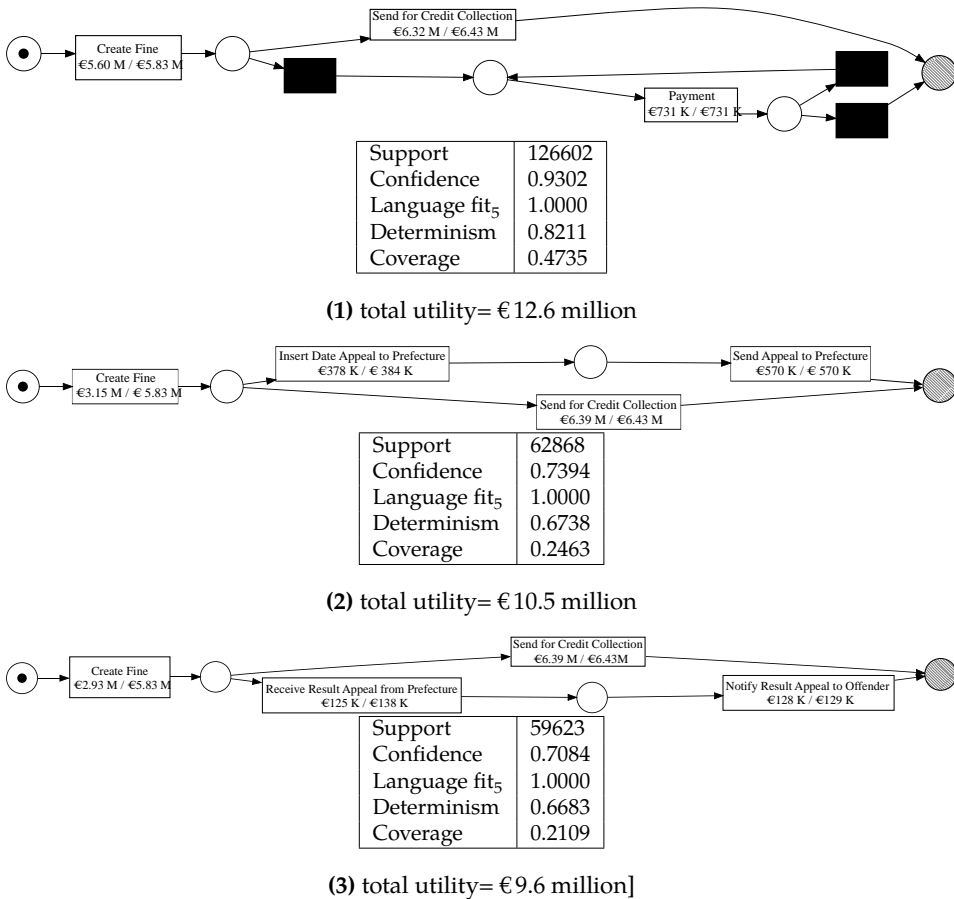 Send for Credit Collection
€6.32 M / €6.43 M
Create Fine
€5.60 M / €5.83 M
Payment
€731 K / €731 K
Support 126602
Confidence 0.9302
Language fit5 1.0000
Determinism 0.8211
Coverage 0.4735
(1) total utility= €12.6 million
Insert Date Appeal to Prefecture
€378 K / € 384 K
Send Appeal to Prefecture
€570 K / € 570 K
Create Fine
€3.15 M / € 5.83 M
Send for Credit Collection
€6.39 M / €6.43 M
Support 62868
Confidence 0.7394
Language fit5 1.0000
Determinism 0.6738
Coverage 0.2463
(2) total utility= €10.5 million
Send for Credit Collection
€6.39 M / €6.43M
Create Fine
€2.93 M / €5.83 M
Receive Result Appeal from Prefecture
€125 K / €138 K
Notify Result Appeal to Offender
€128 K / €129 K
Support 59623
Confidence 0.7084
Language fit5 1.0000
Determinism 0.6683
Coverage 0.2109
(3) total utility= €9.6 million]